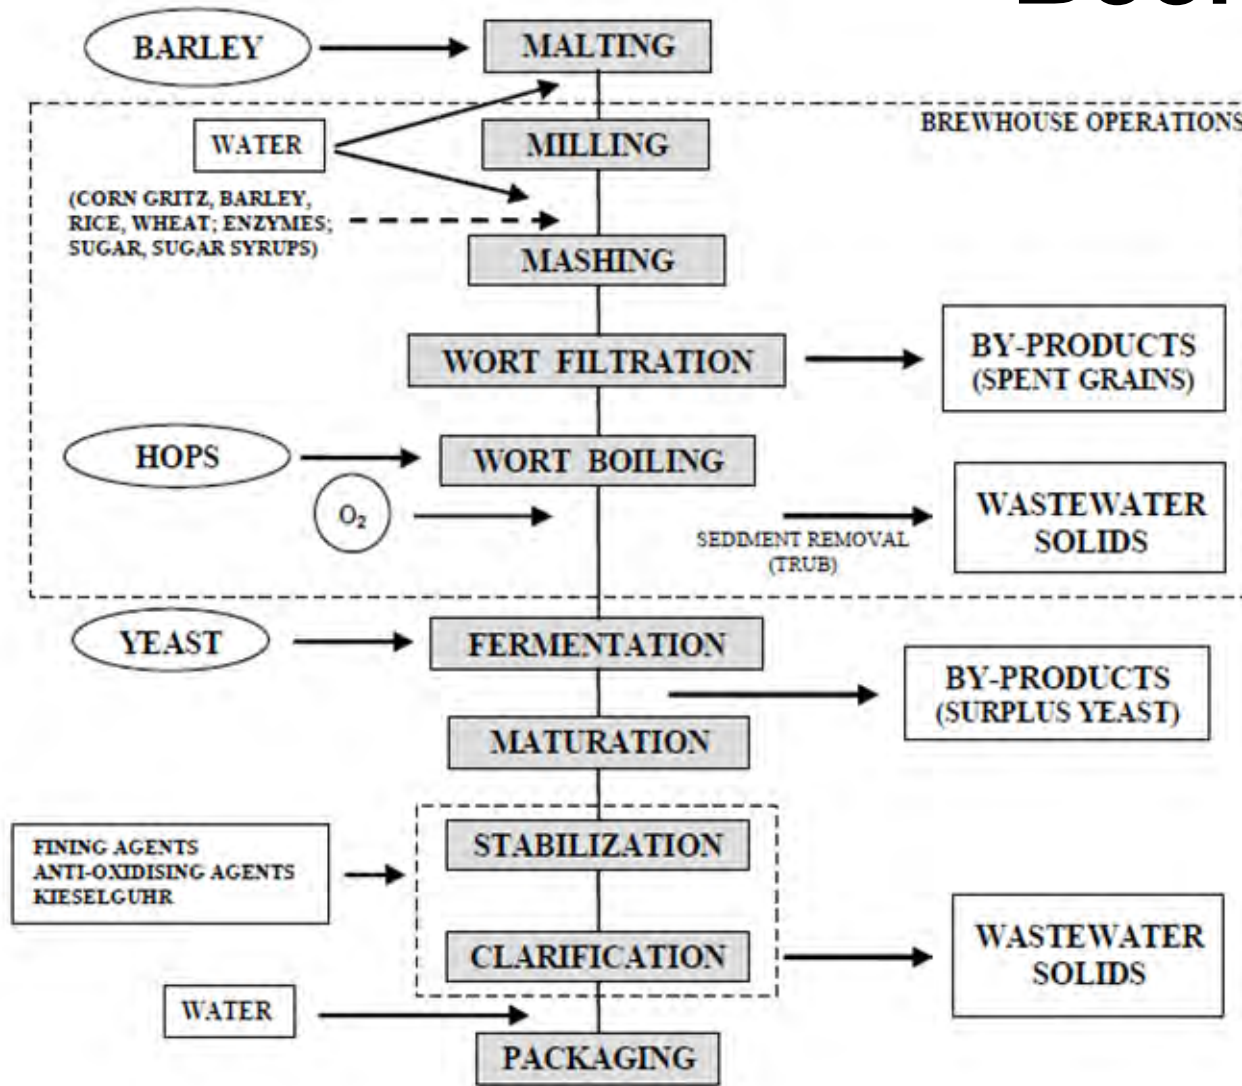 BARLEY
MALTING
BREWHOUSE OPERATIONS
WATER
MILLING
(CORN GRITZ, BARLEY,
RICE, WHEAT; ENZYMES;
SUGAR, SUGAR SYRUPS)
MASHING
WORT FILTRATION
BY-PRODUCTS
(SPENT GRAINS)
HOPS
WORT BOILING
O₂
SEDIMENT REMOVAL
(TRUB)
WASTEWATER
SOLIDS
YEAST
FERMENTATION
BY-PRODUCTS
(SURPLUS YEAST)
MATURATION
FINING AGENTS
ANTI-OXIDISING AGENTS
KIESELGUHR
STABILIZATION
CLARIFICATION
WASTEWATER
SOLIDS
WATER
PACKAGING